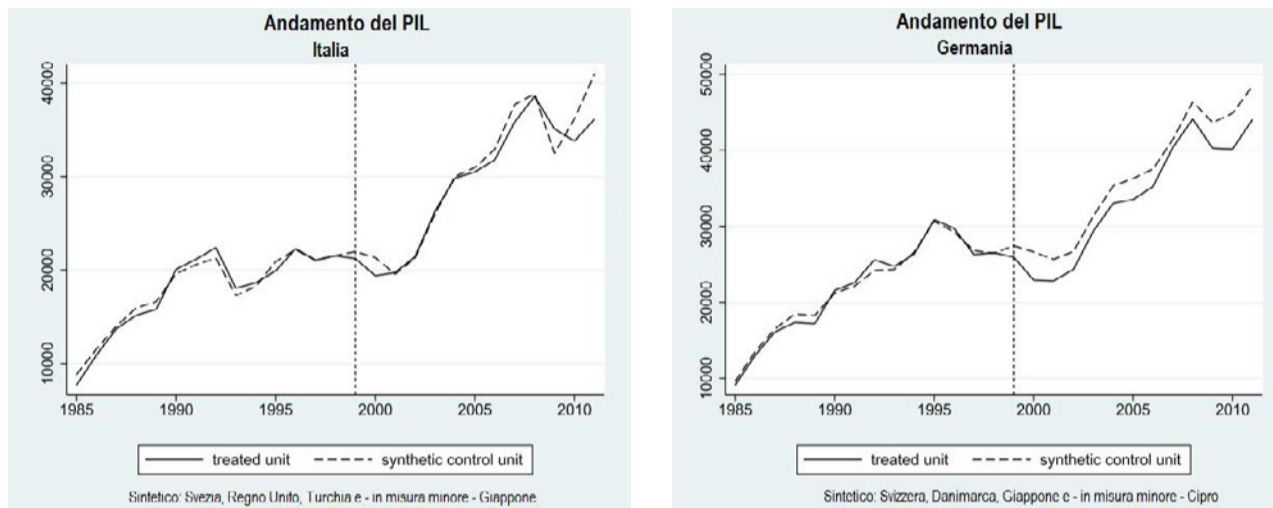 Andamento del PIL
Italia
40000
30000
20000
10000
1985 1990 1995 2000 2005 2010
treated unit synthetic control unit
Sintetico: Svezia, Regno Unito, Turchia e - in misura minore - Giappone
Andamento del PIL
Germania
50000
40000
30000
20000
10000
1985 1990 1995 2000 2005 2010
treated unit synthetic control unit
Sintetico: Svizzera, Danimarca, Giappone e - in misura minore - Cipro